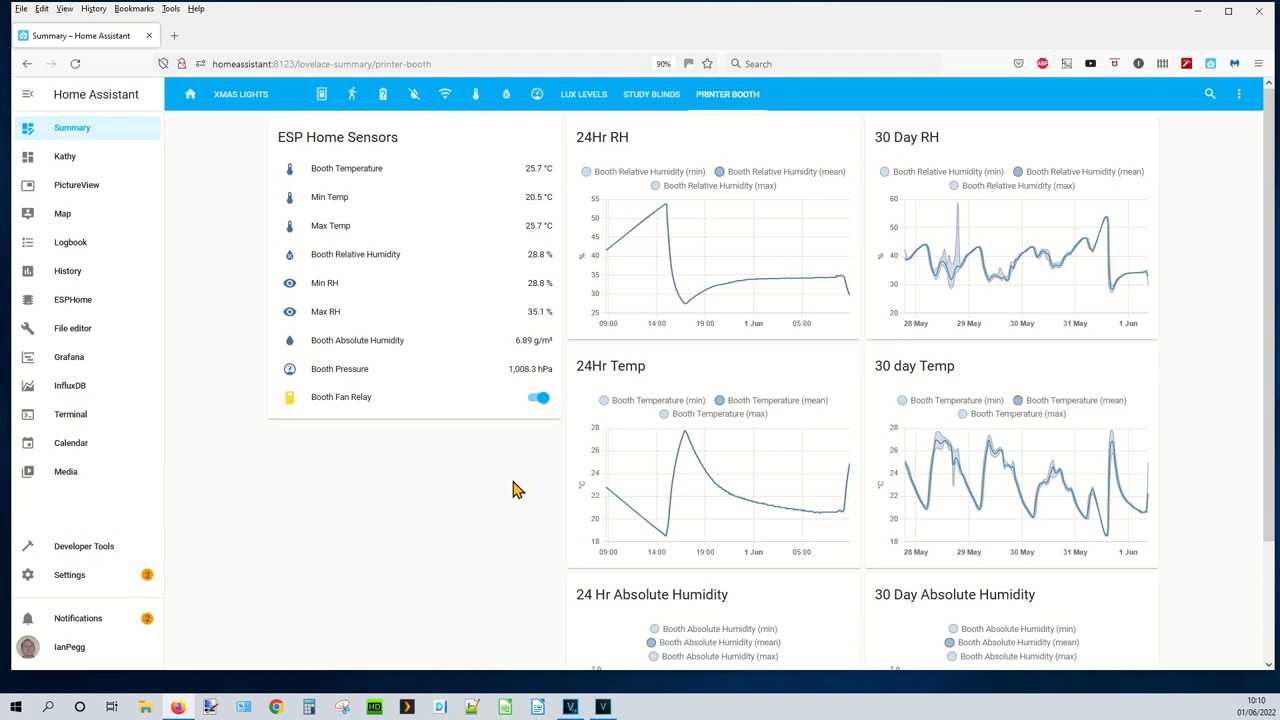 File Edit View History Bookmarks Tools Help
Summary – Home Assistant
homeassistant:8123/lovelace-summary/printer-booth
90%
Search
Home Assistant
XMAS LIGHTS
LUX LEVELS
STUDY BLINDS
PRINTER BOOTH
Summary
Kathy
PictureView
Map
Logbook
History
ESPHome
File editor
Grafana
InfluxDB
Terminal
Calendar
Media
Developer Tools
Settings 2
Notifications 2
IanPegg
ESP Home Sensors
Booth Temperature 25.7 °C
Min Temp 20.5 °C
Max Temp 25.7 °C
Booth Relative Humidity 28.8 %
Min RH 28.8 %
Max RH 35.1 %
Booth Absolute Humidity 6.89 g/m³
Booth Pressure 1,008.3 hPa
Booth Fan Relay
24Hr RH
Booth Relative Humidity (min) Booth Relative Humidity (mean)
Booth Relative Humidity (max)
55
50
45
%
40
35
30
25
09:00 14:00 19:00 1 Jun 05:00
30 Day RH
Booth Relative Humidity (min) Booth Relative Humidity (mean)
Booth Relative Humidity (max)
60
50
%
40
30
20
28 May 29 May 30 May 31 May 1 Jun
24Hr Temp
Booth Temperature (min) Booth Temperature (mean)
Booth Temperature (max)
28
26
24
°C
22
20
18
09:00 14:00 19:00 1 Jun 05:00
30 day Temp
Booth Temperature (min) Booth Temperature (mean)
Booth Temperature (max)
28
26
24
°C
22
20
18
28 May 29 May 30 May 31 May 1 Jun
24 Hr Absolute Humidity
Booth Absolute Humidity (min)
Booth Absolute Humidity (mean)
Booth Absolute Humidity (max)
7.0
30 Day Absolute Humidity
Booth Absolute Humidity (min)
Booth Absolute Humidity (mean)
Booth Absolute Humidity (max)
ABP
HD
10:10
01/06/2022